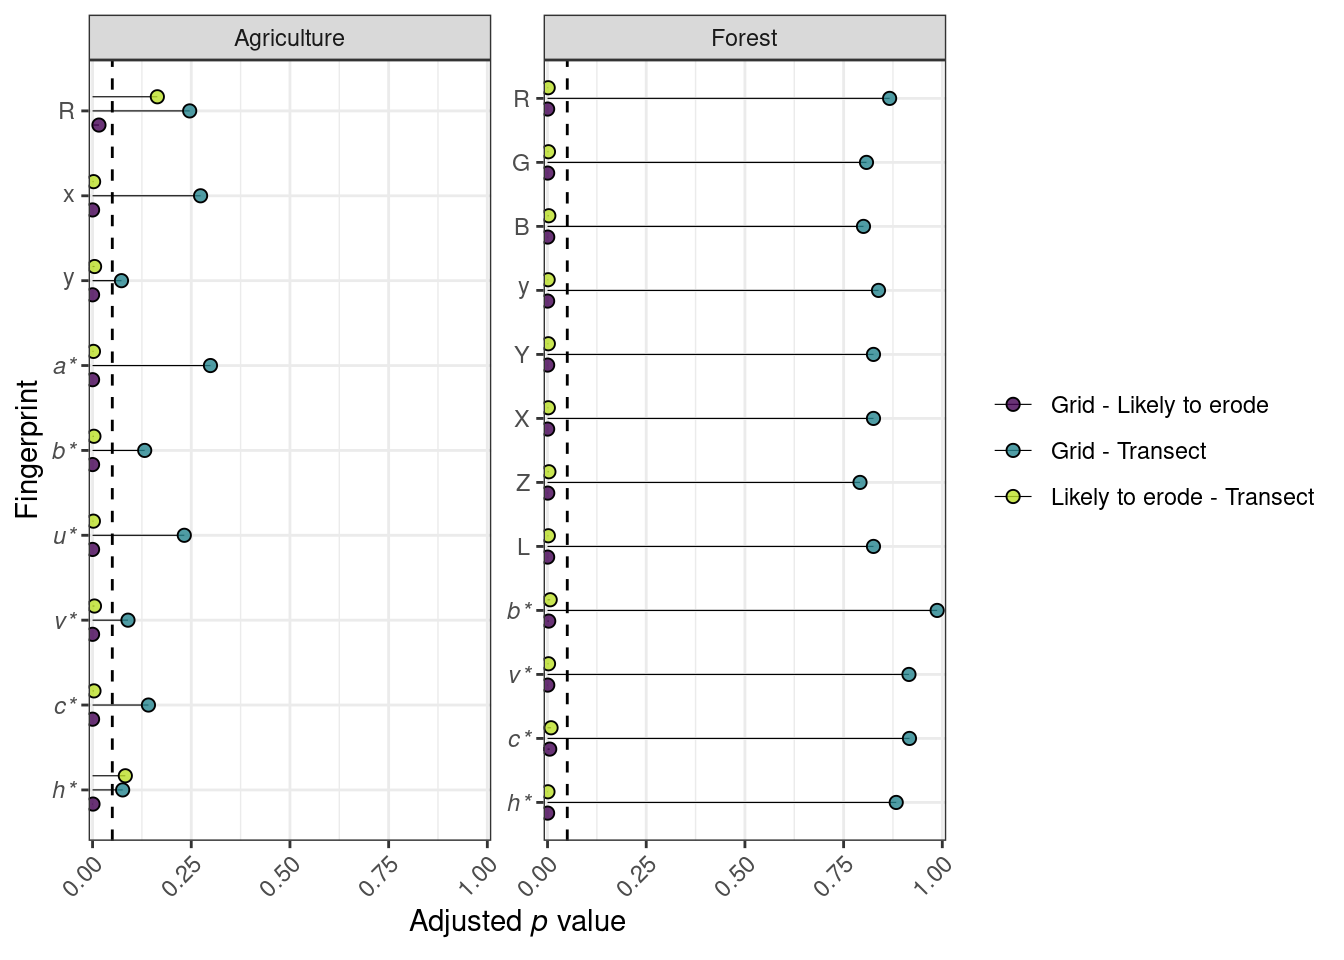 Agriculture
Forest
Fingerprint
R
x
y
a*
b*
u*
v*
c*
h*
R
G
B
y
Y
X
Z
L
b*
v*
c*
h*
0.00 0.25 0.50 0.75 1.00
0.00 0.25 0.50 0.75 1.00
Adjusted p value
Grid - Likely to erode
Grid - Transect
Likely to erode - Transect